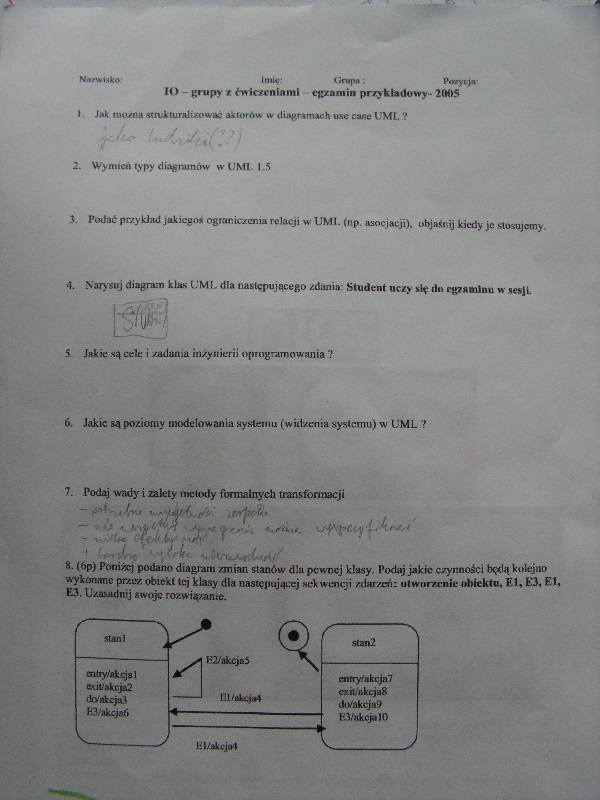 Nazwisko: Imię: Grupa : Pozycja:
IO – grupy z ćwiczeniami – egzamin przykładowy- 2005
1. Jak można strukturalizować aktorów w diagramach use case UML ?
jako ludzik(?)
2. Wymień typy diagramów w UML 1.5
3. Podać przykład jakiegoś ograniczenia relacji w UML (np. asocjacji), objaśnij kiedy je stosujemy.
4. Narysuj diagram klas UML dla następującego zdania: Student uczy się do egzaminu w sesji.
5. Jakie są cele i zadania inżynierii oprogramowania ?
6. Jakie są poziomy modelowania systemu (widzenia systemu) w UML ?
7. Podaj wady i zalety metody formalnych transformacji
- potrzebne umiejętności zespołu
- nie wszystkie wymagania można wyspecyfikować
-
+ bardzo wysoka niezawodność
8. (6p) Poniżej podano diagram zmian stanów dla pewnej klasy. Podaj jakie czynności będą kolejno
wykonane przez obiekt tej klasy dla następującej sekwencji zdarzeń: utworzenie obiektu, E1, E3, E1,
E3. Uzasadnij swoje rozwiązanie.
stan1
entry/akcja1
exit/akcja2
do/akcja3
E3/akcja6
E2/akcja5
E1/akcja4
E1/akcja4
stan2
entry/akcja7
exit/akcja8
do/akcja9
E3/akcja10